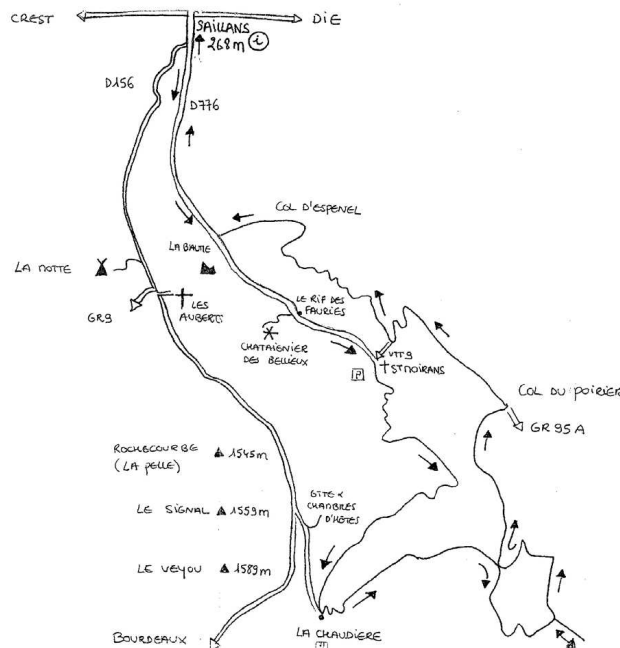 CREST
DIE
SAILLANS
268m i
D156
D776
COL D'ESPENEL
LA BAUTE
LA MOTTE
LES
AUBERTS
GR9
LE RIF DES
FAURIES
CHATAIGNIER
DES BELLIEUX
VTT9
ST MOIRANS
P
COL DU POIRIER
GR 95 A
ROCHECOURBE
(LA PELLE)
1545m
LE SIGNAL 1559m
GITE &
CHAMBRES
D'HÔTES
LE VEYOU 1589m
LA CHAUDIÈRE
BOURDEAUX